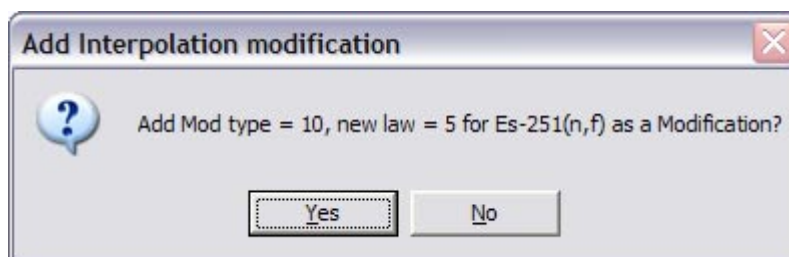 Add Interpolation modification
Add Mod type = 10, new law = 5 for Es-251(n,f) as a Modification?
Yes
No